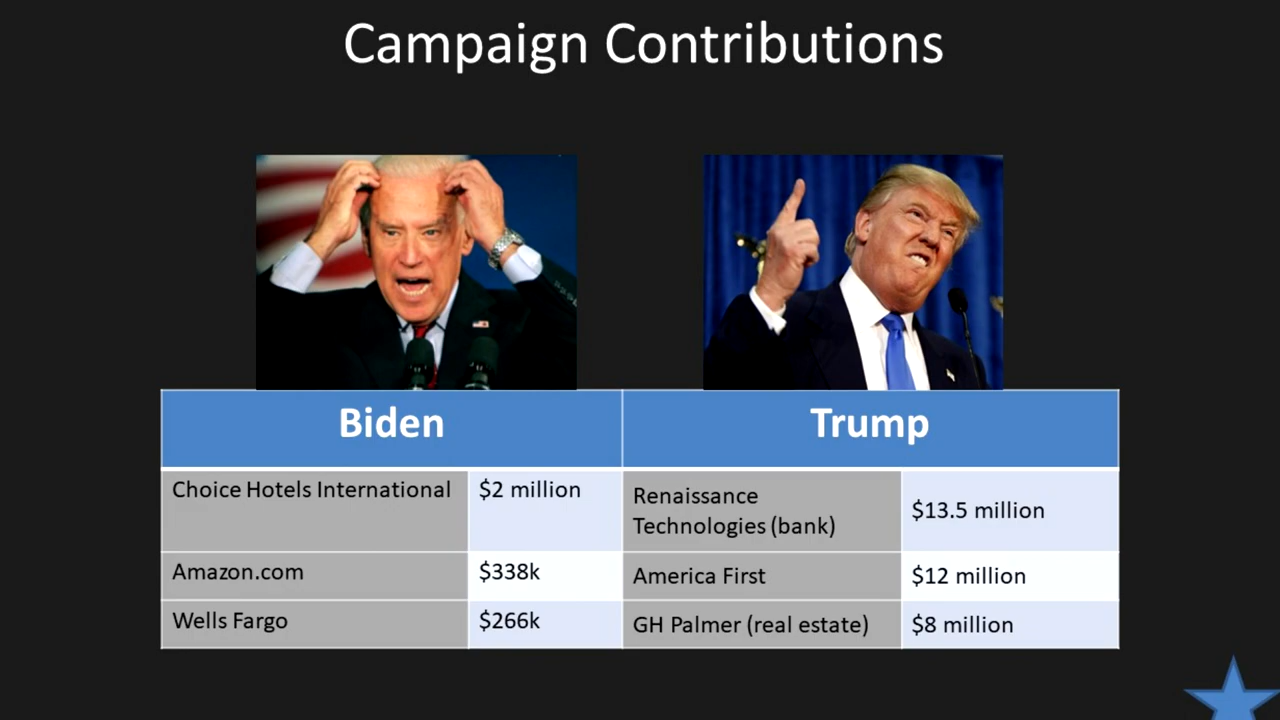 Campaign Contributions
Biden
Trump
Choice Hotels International
$2 million
Renaissance
Technologies (bank)
$13.5 million
Amazon.com
$338k
America First
$12 million
Wells Fargo
$266k
GH Palmer (real estate)
$8 million